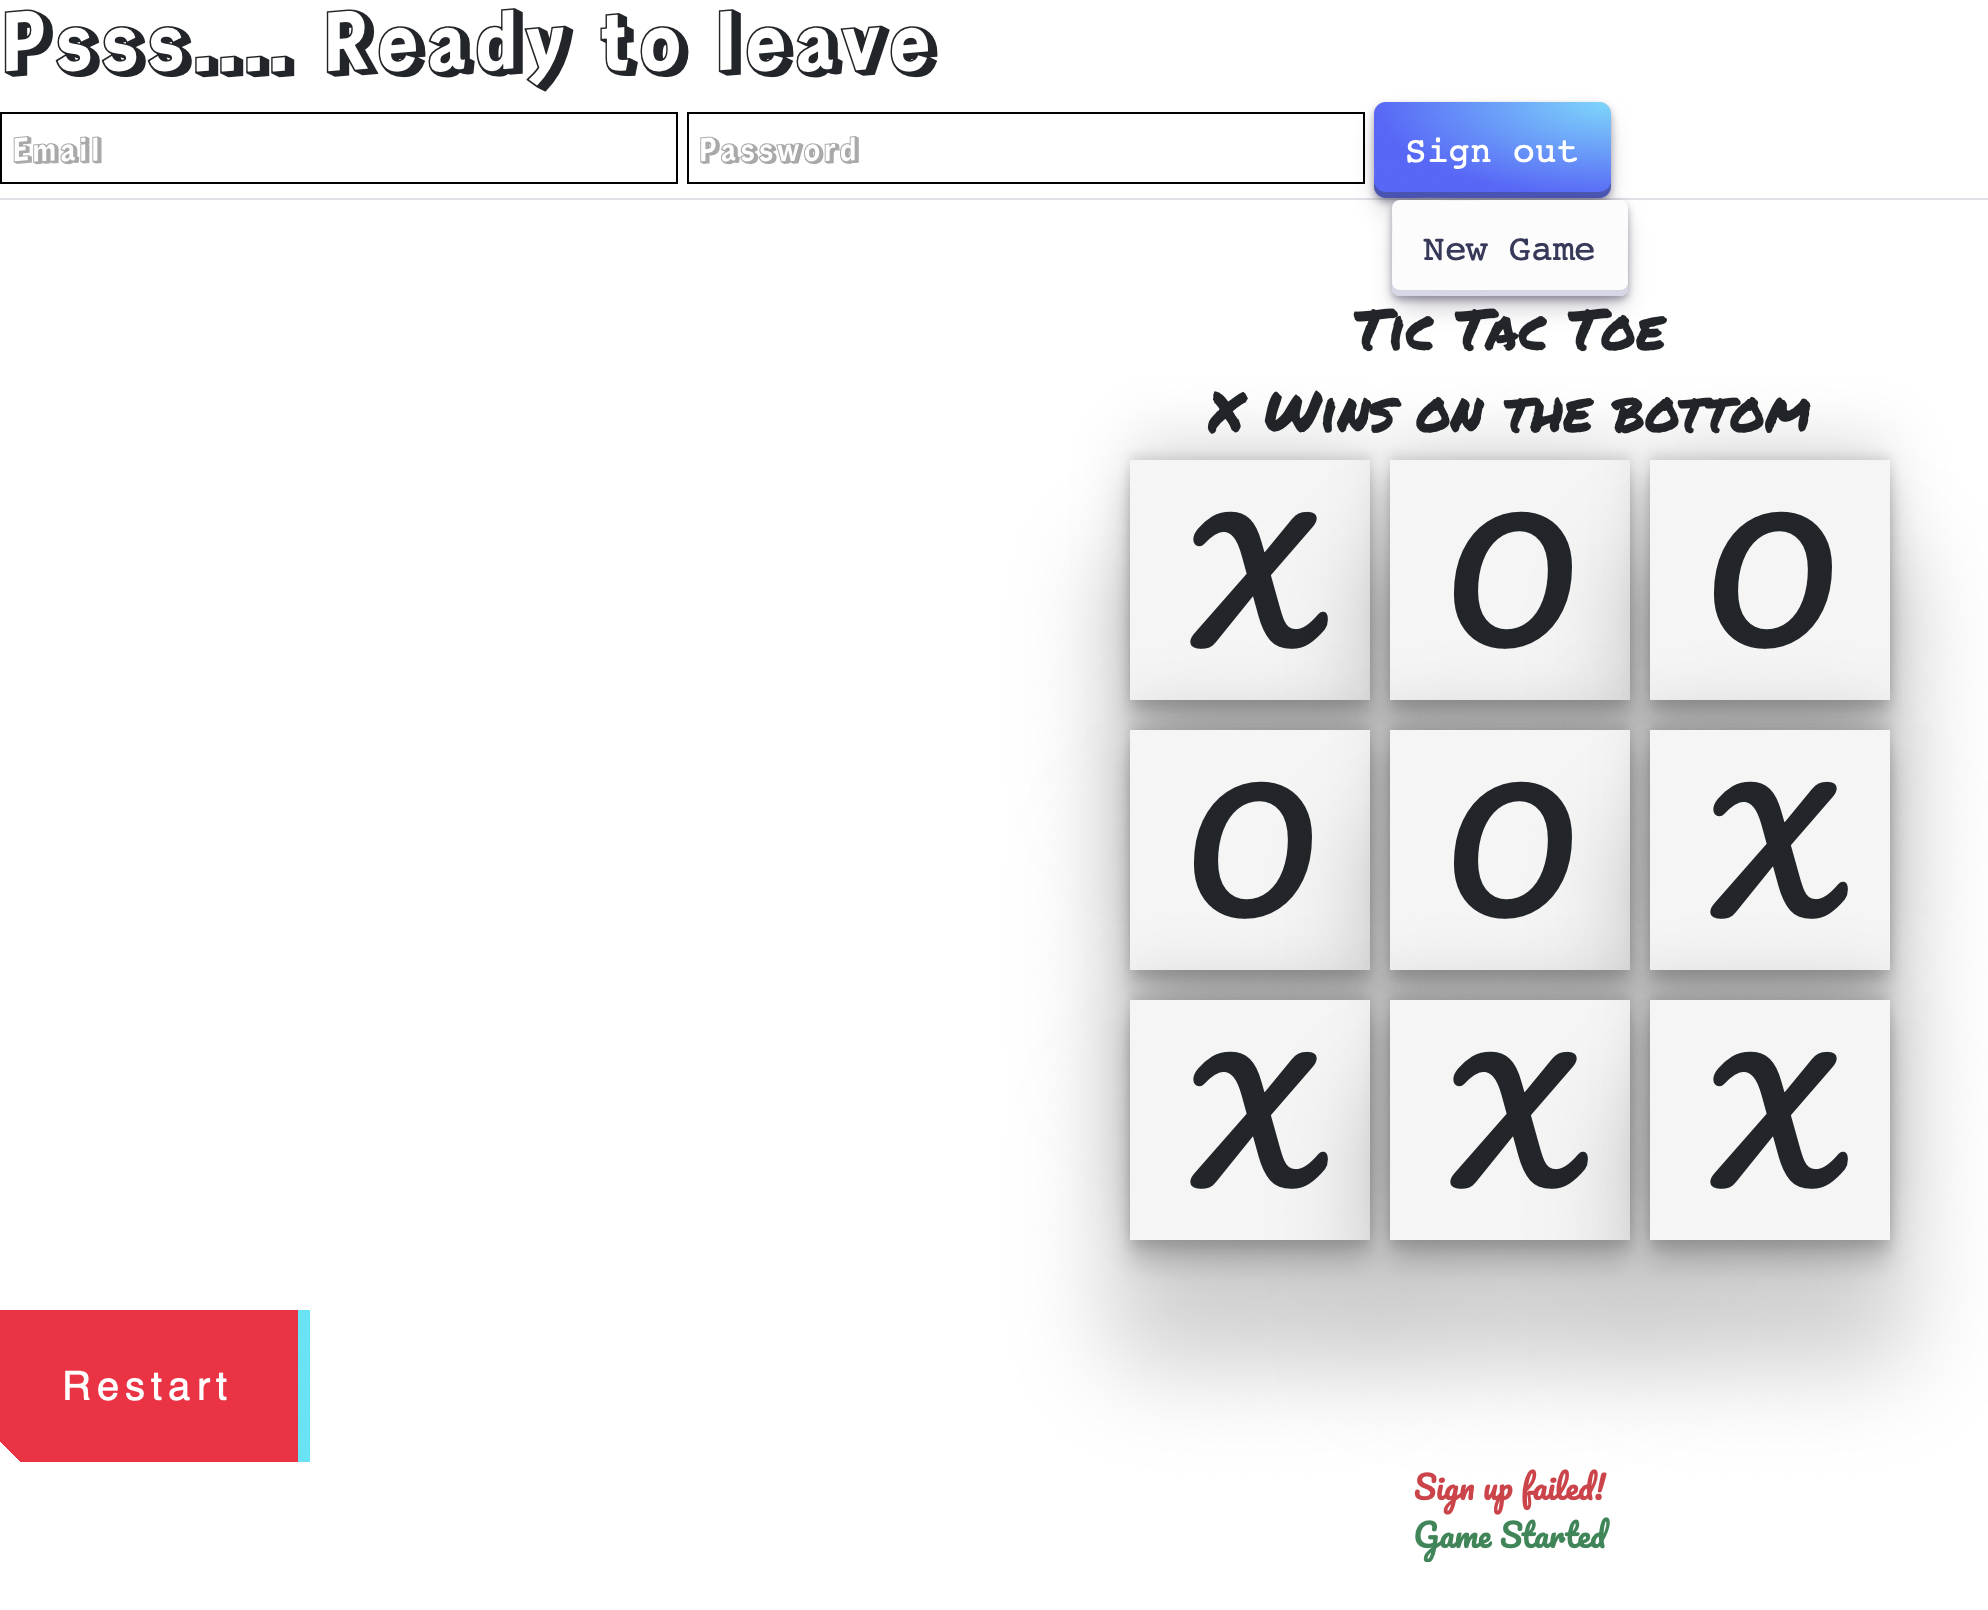 Psss.... Ready to leave
Email Password Sign out
New Game
Tic Tac Toe
X Wins on the bottom
X O O
O O X
X X X
Restart
Sign up failed!
Game Started